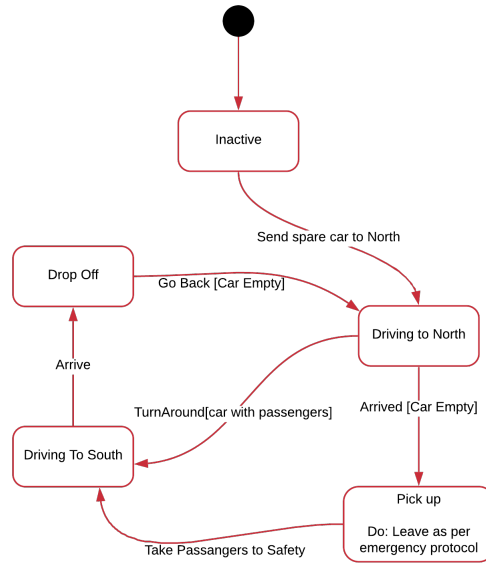 Inactive
Send spare car to North
Drop Off
Go Back [Car Empty]
Driving to North
Arrive
TurnAround[car with passengers]
Arrived [Car Empty]
Driving To South
Pick up
Do: Leave as per
emergency protocol
Take Passangers to Safety